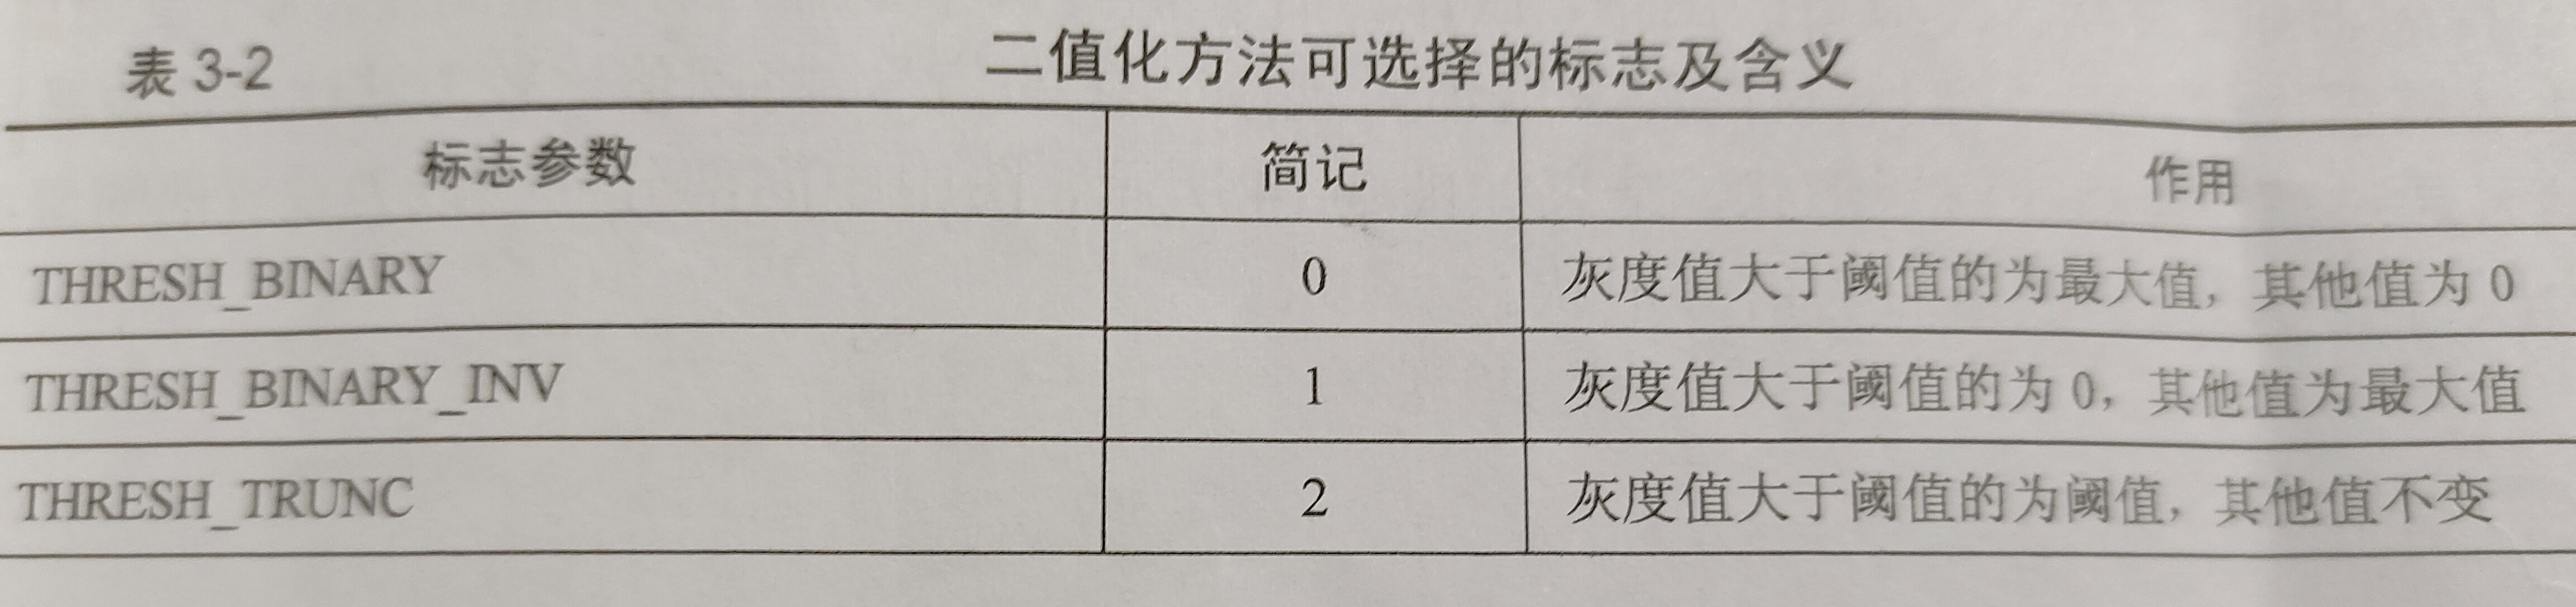 表 3-2 二值化方法可选择的标志及含义
标志参数 简记 作用
THRESH_BINARY 0 灰度值大于阈值的为最大值，其他值为 0
THRESH_BINARY_INV 1 灰度值大于阈值的为 0，其他值为最大值
THRESH_TRUNC 2 灰度值大于阈值的为阈值，其他值不变